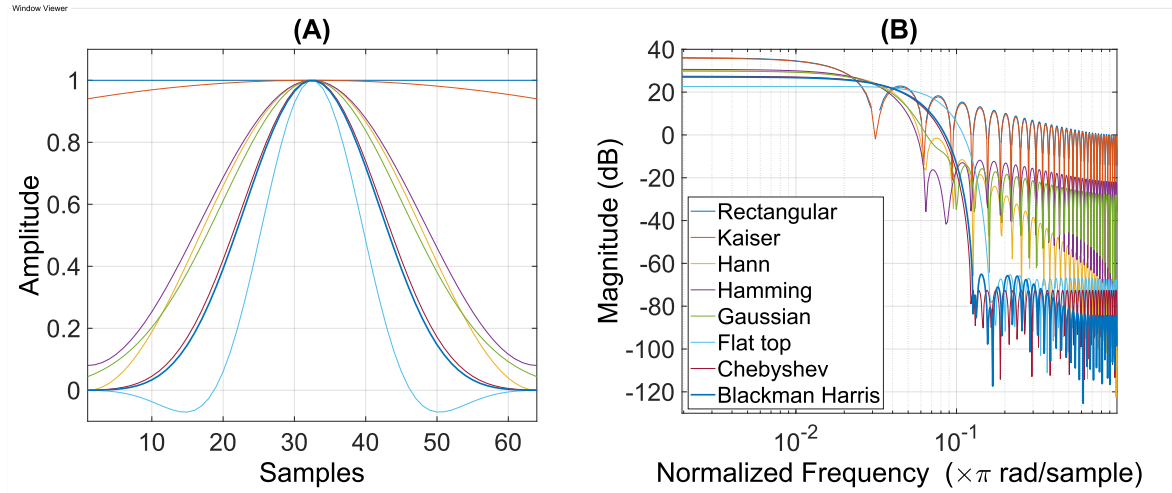 Window Viewer
(A)
(B)
1
0.8
0.6
0.4
0.2
0
Amplitude
10 20 30 40 50 60
Samples
40
20
0
-20
-40
-60
-80
-100
-120
Magnitude (dB)
Rectangular
Kaiser
Hann
Hamming
Gaussian
Flat top
Chebyshev
Blackman Harris
10-2 10-1
Normalized Frequency (×π rad/sample)